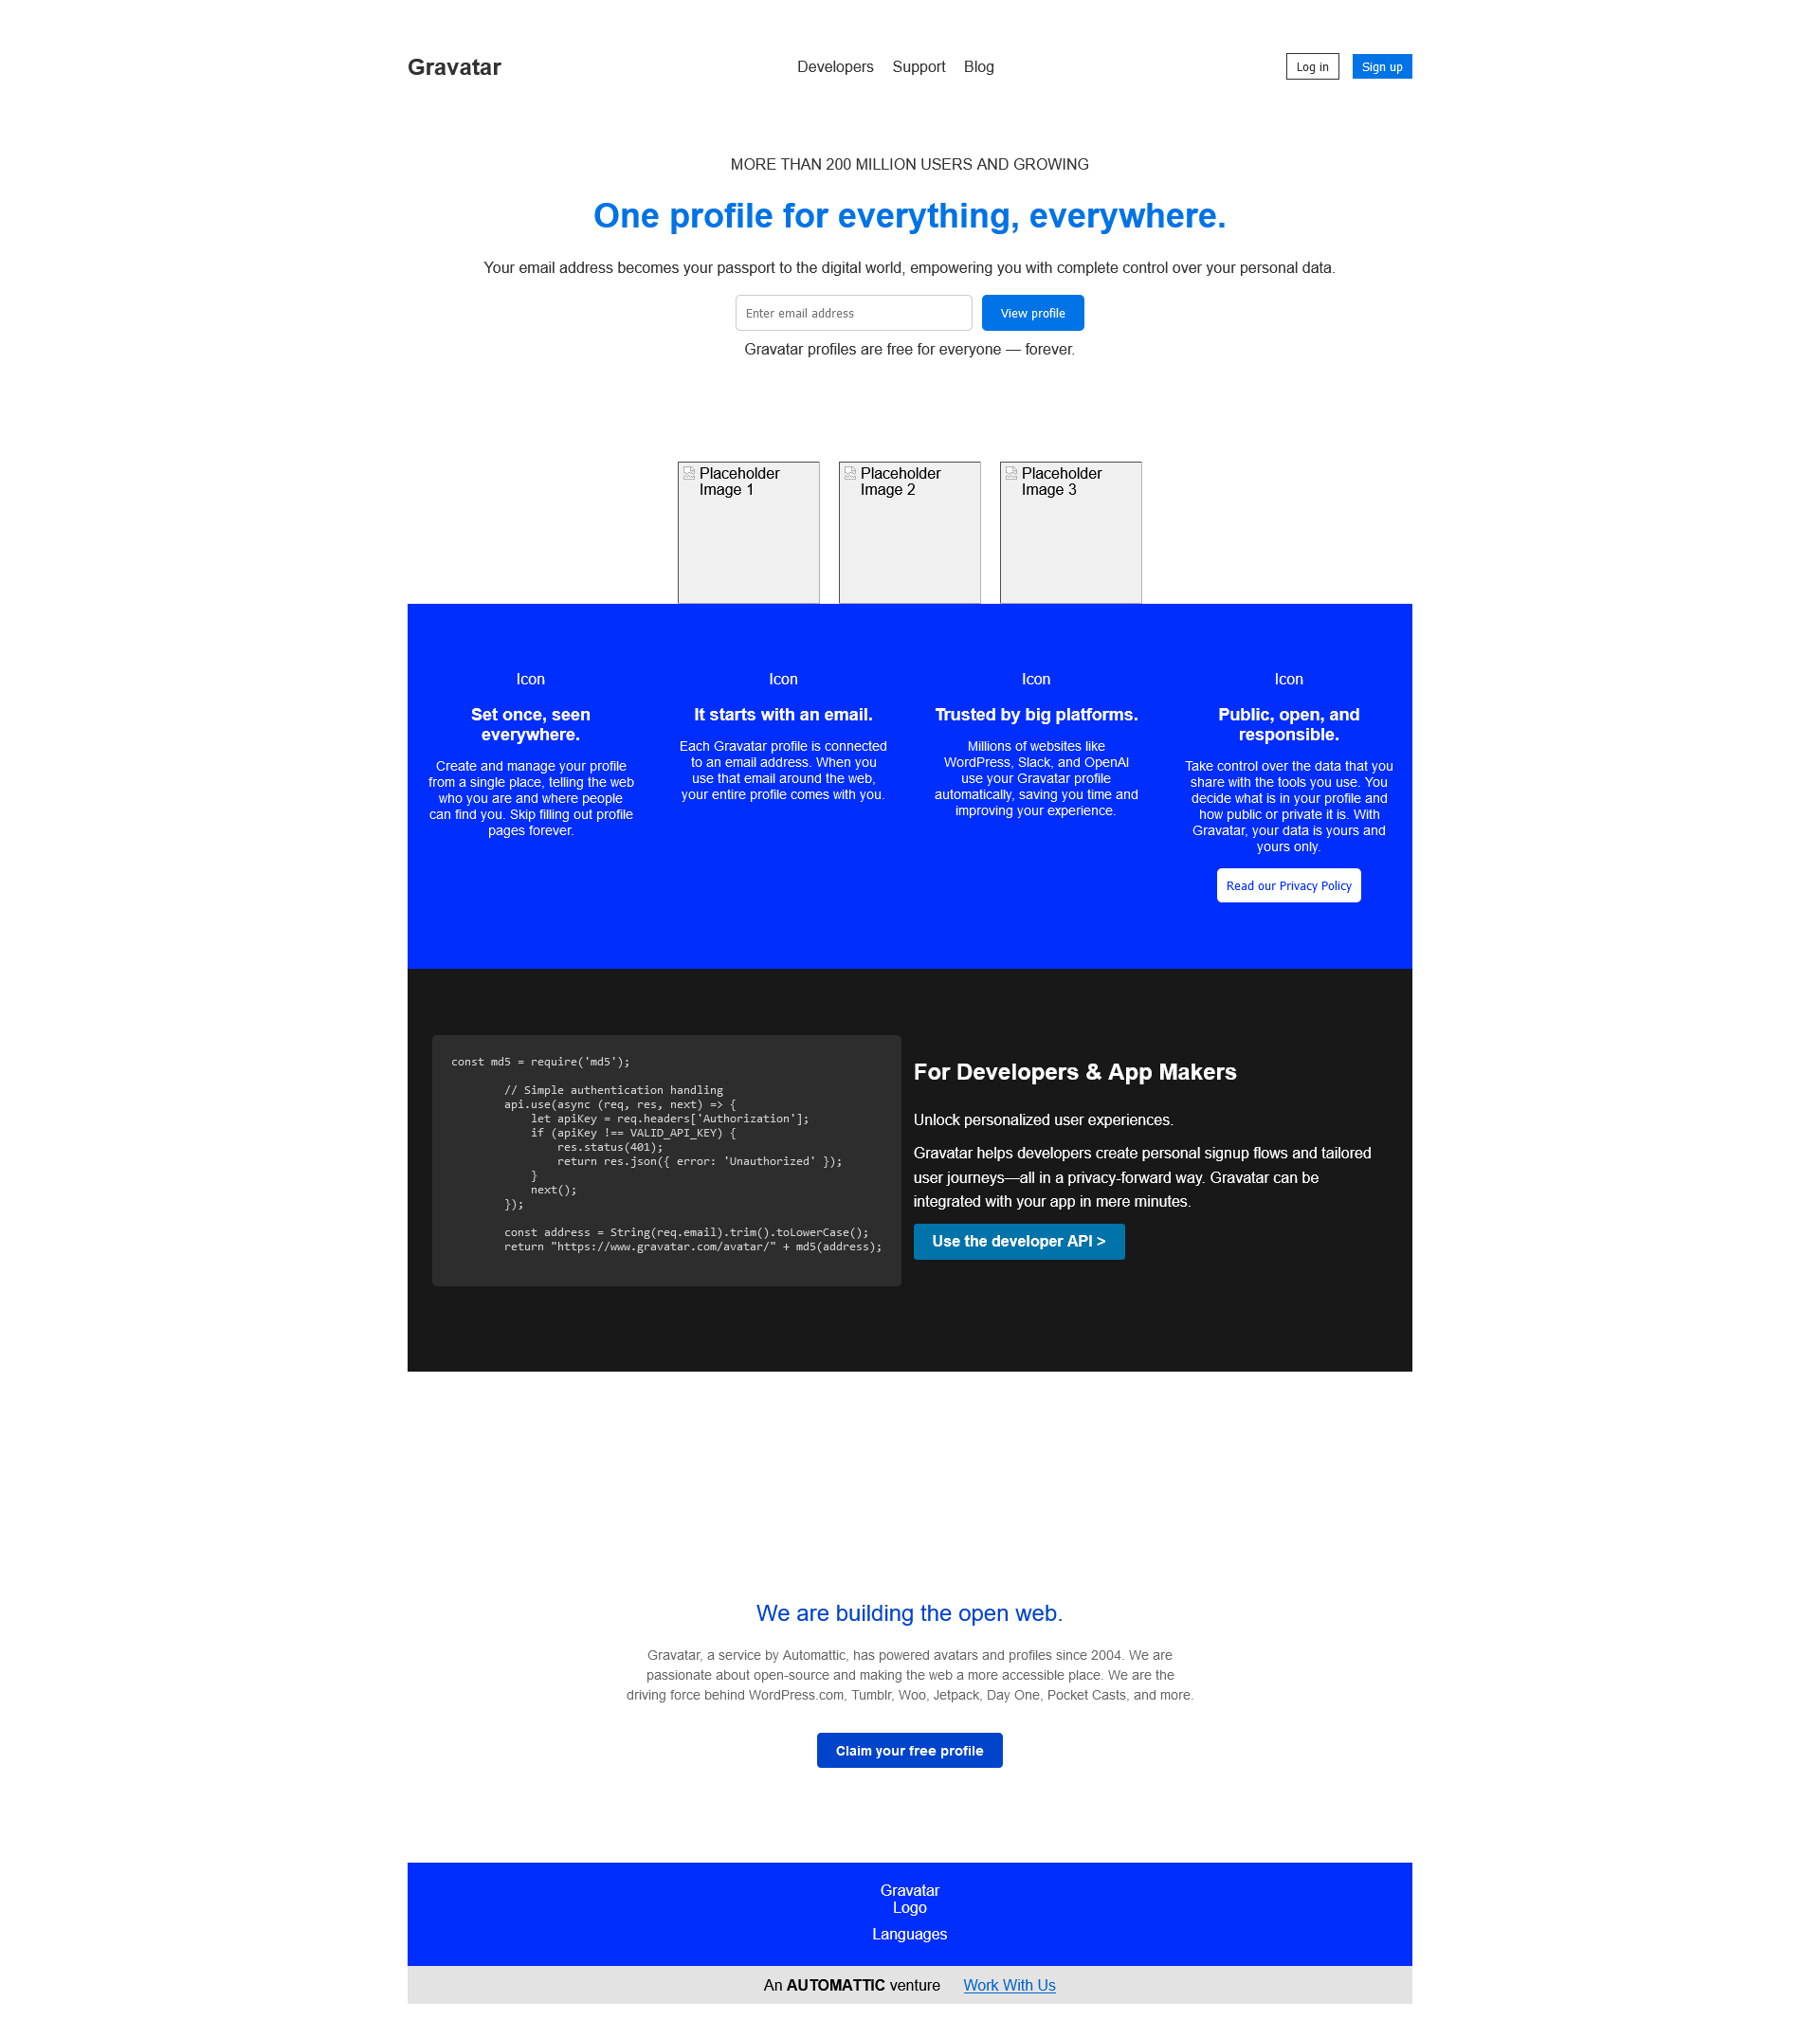 Gravatar
Developers Support Blog
Log in Sign up
MORE THAN 200 MILLION USERS AND GROWING
One profile for everything, everywhere.
Your email address becomes your passport to the digital world, empowering you with complete control over your personal data.
Enter email address View profile
Gravatar profiles are free for everyone — forever.
Placeholder
Image 1
Placeholder
Image 2
Placeholder
Image 3
Icon
Set once, seen
everywhere.
Create and manage your profile
from a single place, telling the web
who you are and where people
can find you. Skip filling out profile
pages forever.
Icon
It starts with an email.
Each Gravatar profile is connected
to an email address. When you
use that email around the web,
your entire profile comes with you.
Icon
Trusted by big platforms.
Millions of websites like
WordPress, Slack, and OpenAI
use your Gravatar profile
automatically, saving you time and
improving your experience.
Icon
Public, open, and
responsible.
Take control over the data that you
share with the tools you use. You
decide what is in your profile and
how public or private it is. With
Gravatar, your data is yours and
yours only.
Read our Privacy Policy
const md5 = require('md5');
// Simple authentication handling
api.use(async (req, res, next) => {
let apiKey = req.headers['Authorization'];
if (apiKey !== VALID_API_KEY) {
res.status(401);
return res.json({ error: 'Unauthorized' });
}
next();
});
const address = String(req.email).trim().toLowerCase();
return "https://www.gravatar.com/avatar/" + md5(address);
For Developers & App Makers
Unlock personalized user experiences.
Gravatar helps developers create personal signup flows and tailored
user journeys—all in a privacy-forward way. Gravatar can be
integrated with your app in mere minutes.
Use the developer API >
We are building the open web.
Gravatar, a service by Automattic, has powered avatars and profiles since 2004. We are
passionate about open-source and making the web a more accessible place. We are the
driving force behind WordPress.com, Tumblr, Woo, Jetpack, Day One, Pocket Casts, and more.
Claim your free profile
Gravatar
Logo
Languages
An AUTOMATTIC venture Work With Us